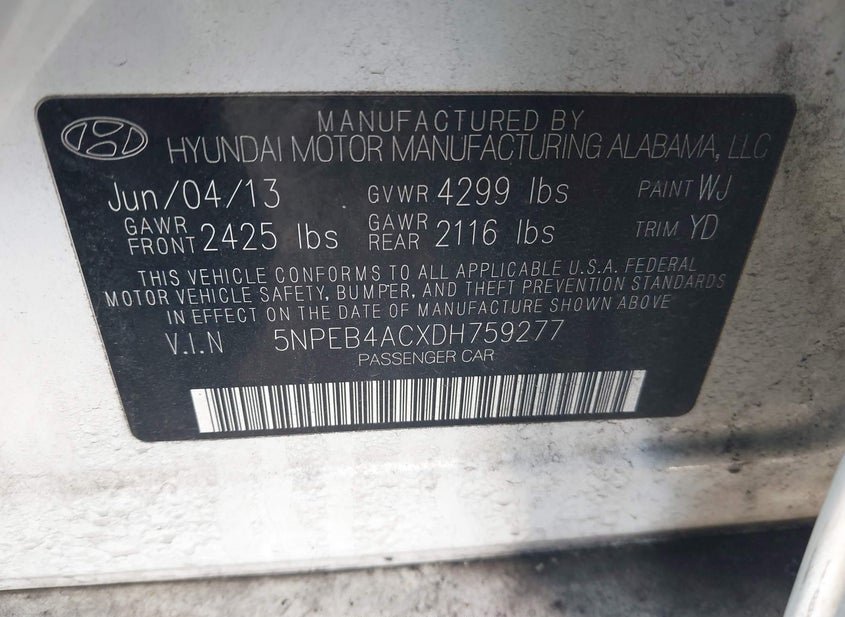 MANUFACTURED BY
HYUNDAI MOTOR MANUFACTURING ALABAMA, LLC
Jun/04/13 GVWR 4299 lbs PAINT WJ
GAWR FRONT 2425 lbs GAWR REAR 2116 lbs TRIM YD
THIS VEHICLE CONFORMS TO ALL APPLICABLE U.S.A. FEDERAL
MOTOR VEHICLE SAFETY, BUMPER, AND THEFT PREVENTION STANDARDS
IN EFFECT ON THE DATE OF MANUFACTURE SHOWN ABOVE
V.I.N 5NPEB4ACXDH759277
PASSENGER CAR